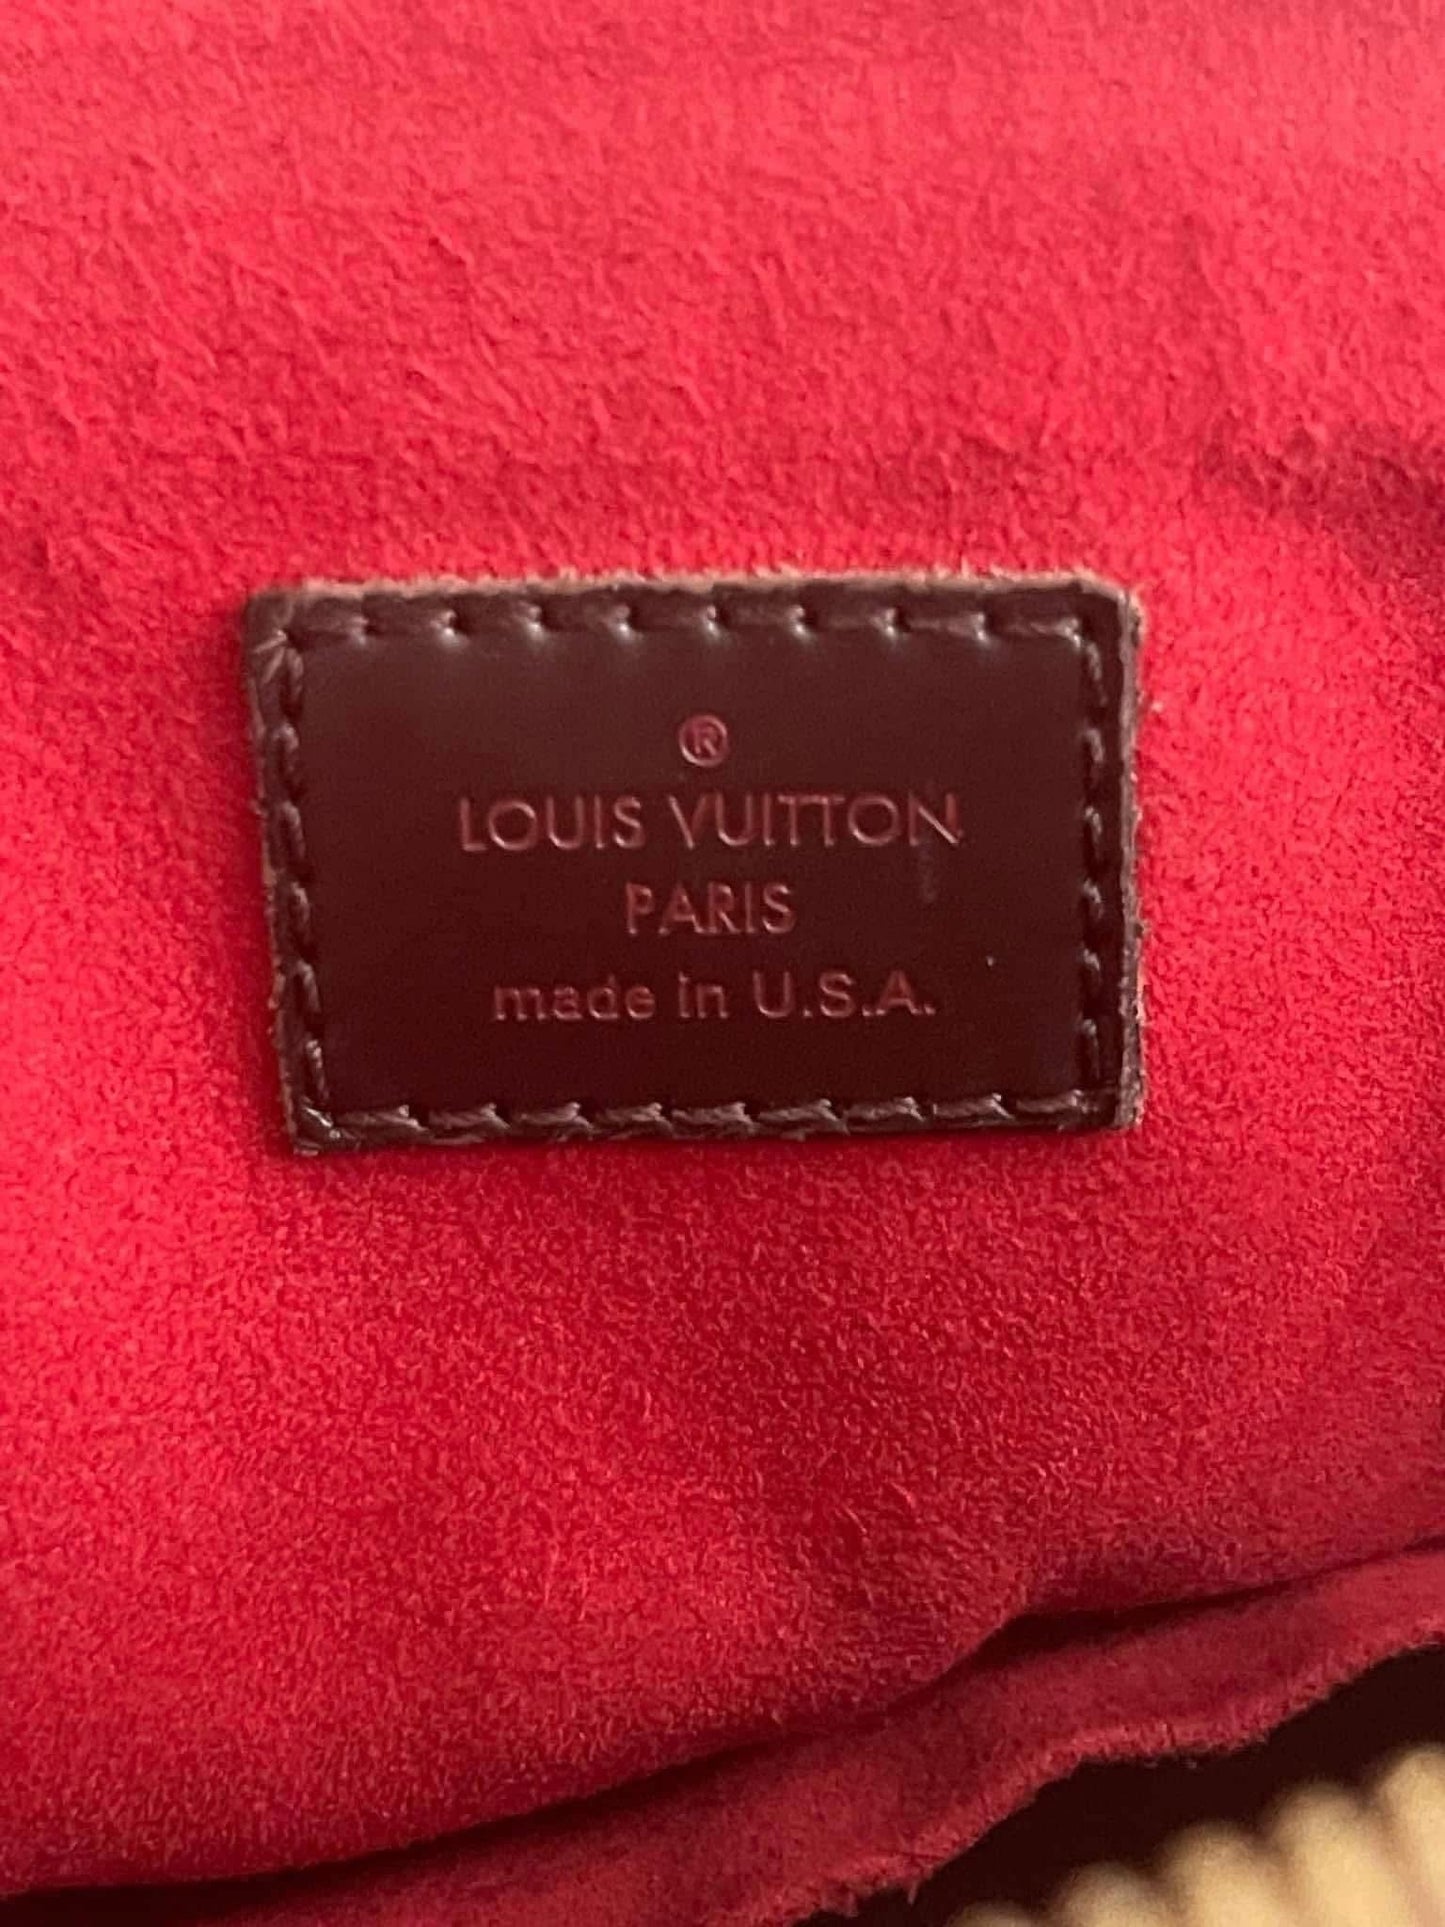 ®
LOUIS VUITTON
PARIS
made in U.S.A.